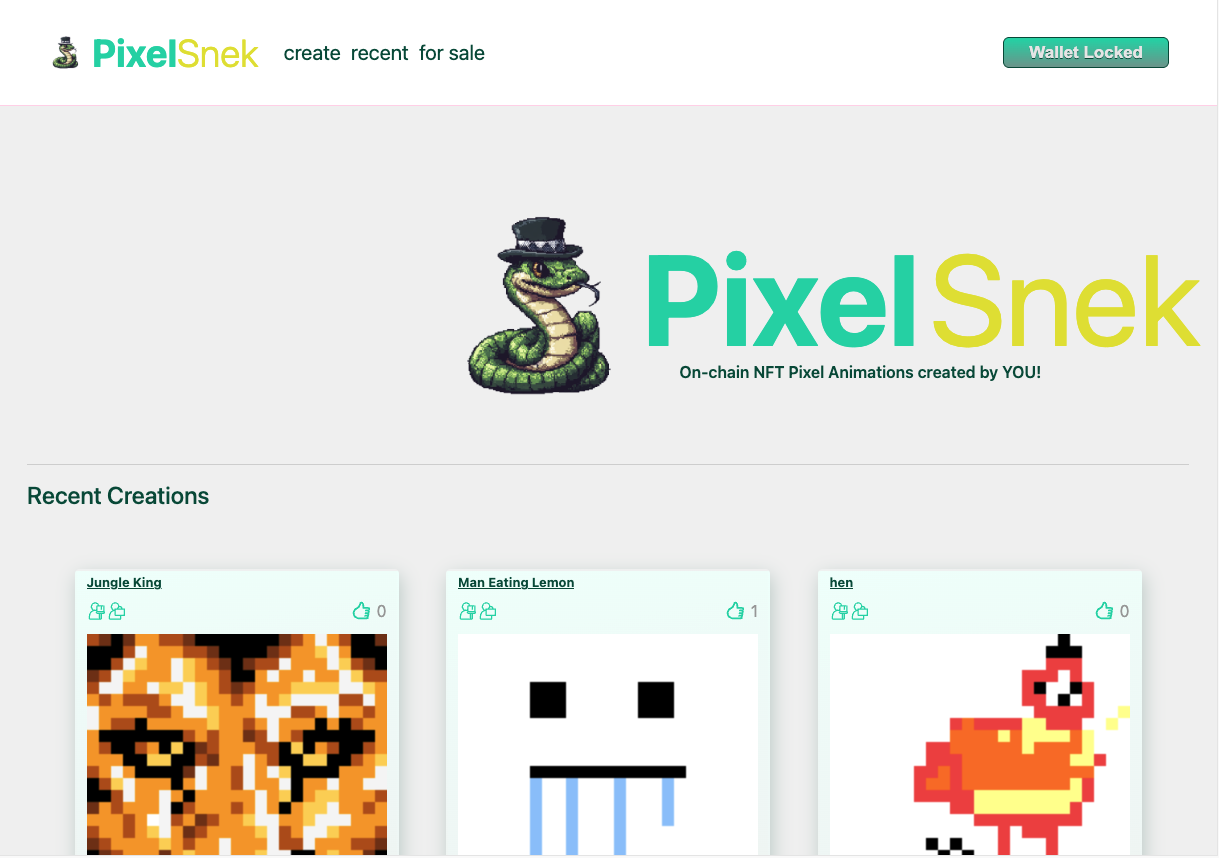 PixelSnek create recent for sale Wallet Locked
PixelSnek
On-chain NFT Pixel Animations created by YOU!
Recent Creations
Jungle King
0
Man Eating Lemon
1
hen
0